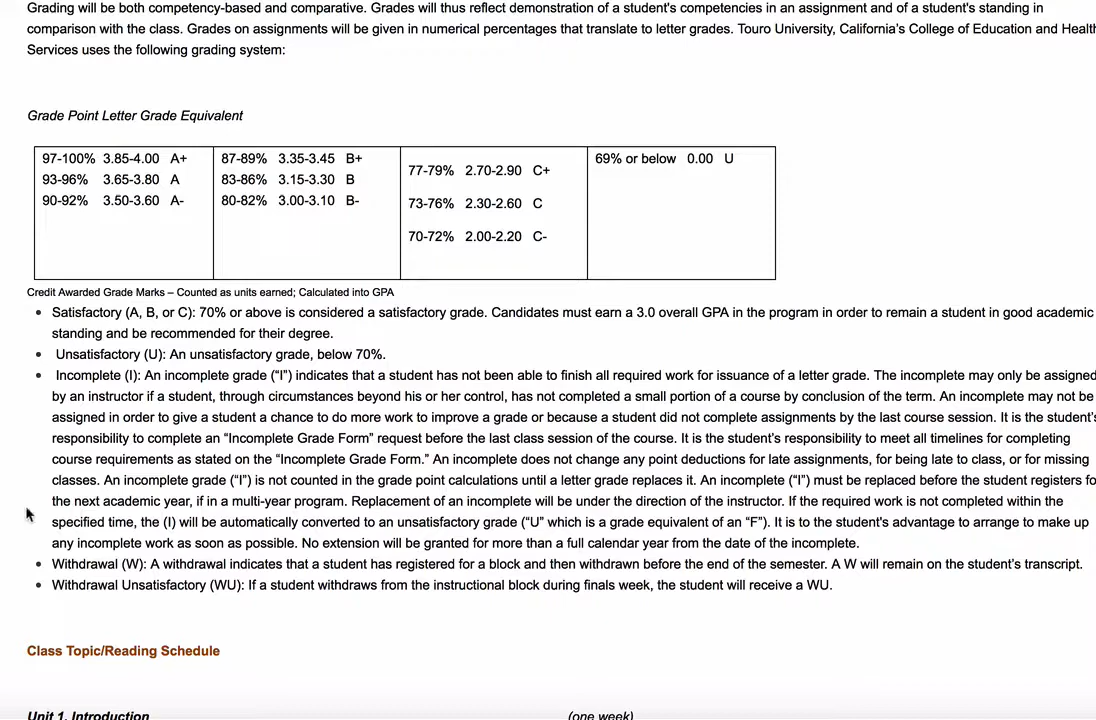 Grading will be both competency-based and comparative. Grades will thus reflect demonstration of a student's competencies in an assignment and of a student's standing in
comparison with the class. Grades on assignments will be given in numerical percentages that translate to letter grades. Touro University, California's College of Education and Health
Services uses the following grading system:
Grade Point Letter Grade Equivalent
97-100% 3.85-4.00 A+
93-96% 3.65-3.80 A
90-92% 3.50-3.60 A-
87-89% 3.35-3.45 B+
83-86% 3.15-3.30 B
80-82% 3.00-3.10 B-
77-79% 2.70-2.90 C+
73-76% 2.30-2.60 C
70-72% 2.00-2.20 C-
69% or below 0.00 U
Credit Awarded Grade Marks – Counted as units earned; Calculated into GPA
• Satisfactory (A, B, or C): 70% or above is considered a satisfactory grade. Candidates must earn a 3.0 overall GPA in the program in order to remain a student in good academic
standing and be recommended for their degree.
• Unsatisfactory (U): An unsatisfactory grade, below 70%.
• Incomplete (I): An incomplete grade (“I”) indicates that a student has not been able to finish all required work for issuance of a letter grade. The incomplete may only be assigned
by an instructor if a student, through circumstances beyond his or her control, has not completed a small portion of a course by conclusion of the term. An incomplete may not be
assigned in order to give a student a chance to do more work to improve a grade or because a student did not complete assignments by the last course session. It is the student's
responsibility to complete an “Incomplete Grade Form” request before the last class session of the course. It is the student's responsibility to meet all timelines for completing
course requirements as stated on the “Incomplete Grade Form.” An incomplete does not change any point deductions for late assignments, for being late to class, or for missing
classes. An incomplete grade (“I”) is not counted in the grade point calculations until a letter grade replaces it. An incomplete (“I”) must be replaced before the student registers fo
the next academic year, if in a multi-year program. Replacement of an incomplete will be under the direction of the instructor. If the required work is not completed within the
specified time, the (I) will be automatically converted to an unsatisfactory grade (“U” which is a grade equivalent of an “F”). It is to the student's advantage to arrange to make up
any incomplete work as soon as possible. No extension will be granted for more than a full calendar year from the date of the incomplete.
• Withdrawal (W): A withdrawal indicates that a student has registered for a block and then withdrawn before the end of the semester. A W will remain on the student's transcript.
• Withdrawal Unsatisfactory (WU): If a student withdraws from the instructional block during finals week, the student will receive a WU.
Class Topic/Reading Schedule
Unit 1. Introduction (one week)